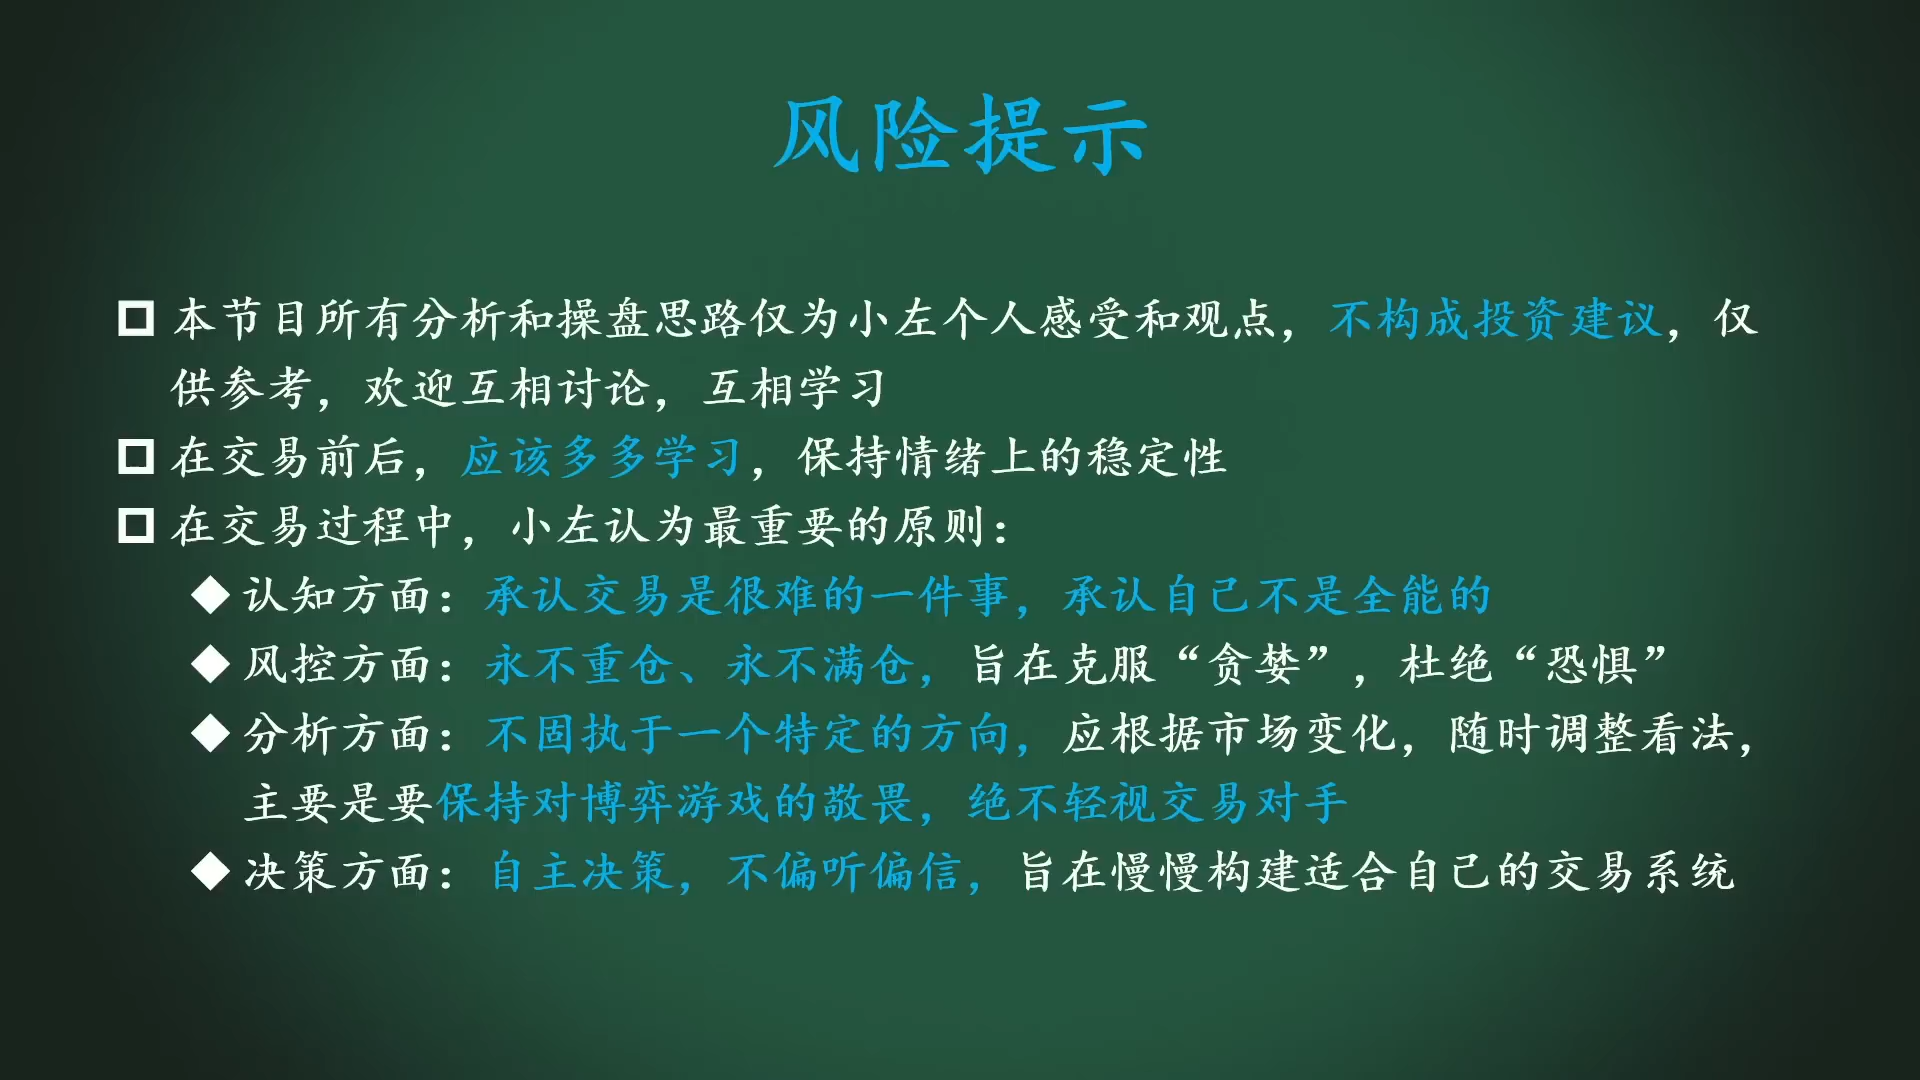 风险提示
本节目所有分析和操盘思路仅为小左个人感受和观点，不构成投资建议，仅
供参考，欢迎互相讨论，互相学习
在交易前后，应该多多学习，保持情绪上的稳定性
在交易过程中，小左认为最重要的原则：
认知方面：承认交易是很难的一件事，承认自己不是全能的
风控方面：永不重仓、永不满仓，旨在克服“贪婪”，杜绝“恐惧”
分析方面：不固执于一个特定的方向，应根据市场变化，随时调整看法，
主要是要保持对博弈游戏的敬畏，绝不轻视交易对手
决策方面：自主决策，不偏听偏信，旨在慢慢构建适合自己的交易系统